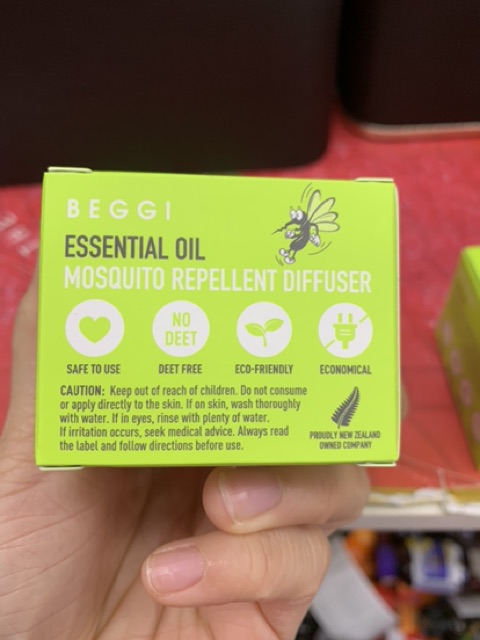 BEGGI
ESSENTIAL OIL
MOSQUITO REPELLENT DIFFUSER
NO
DEET
SAFE TO USE
DEET FREE
ECO-FRIENDLY
ECONOMICAL
CAUTION: Keep out of reach of children. Do not consume
or apply directly to the skin. If on skin, wash thoroughly
with water. If in eyes, rinse with plenty of water.
If irritation occurs, seek medical advice. Always read
the label and follow directions before use.
PROUDLY NEW ZEALAND
OWNED COMPANY